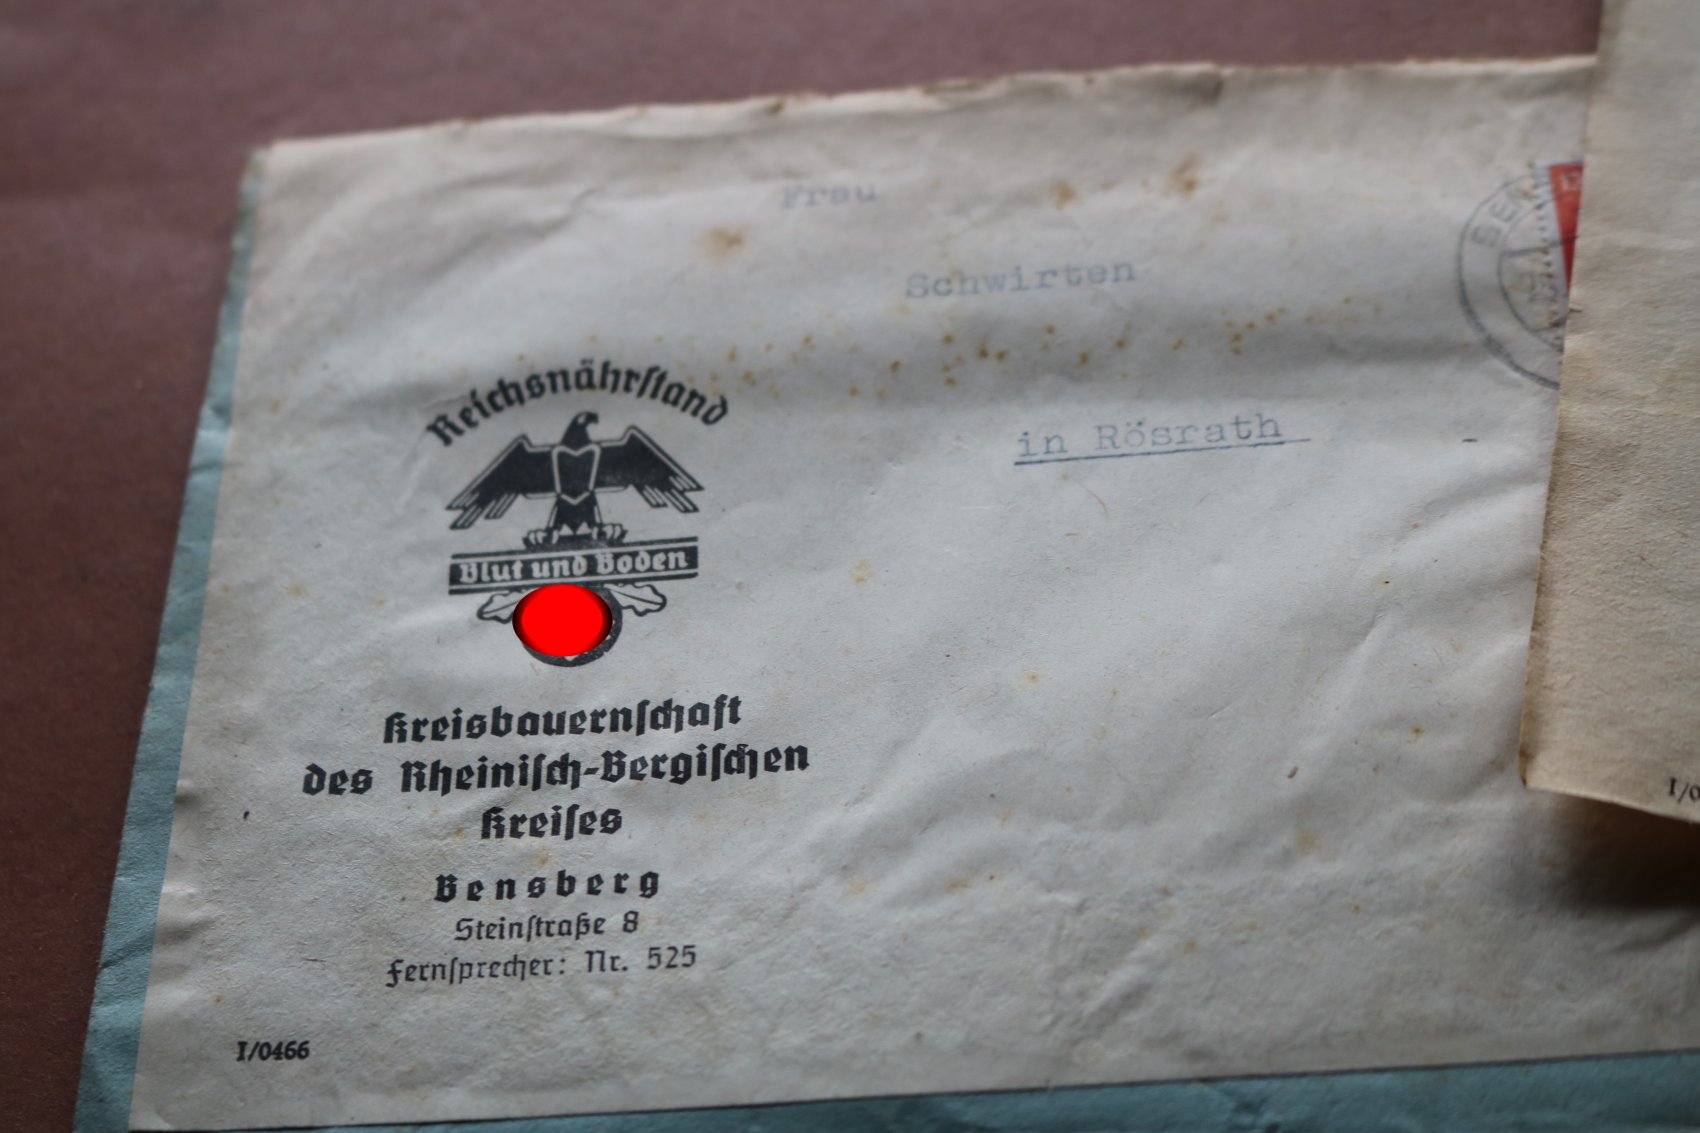 Frau
Schwirten
in Rösrath
Reichsnährstand
Blut und Boden
Kreisbauernschaft
des Rheinisch-Bergischen
Kreises
Bensberg
Steinstraße 8
Fernsprecher: Nr. 525
I/0466